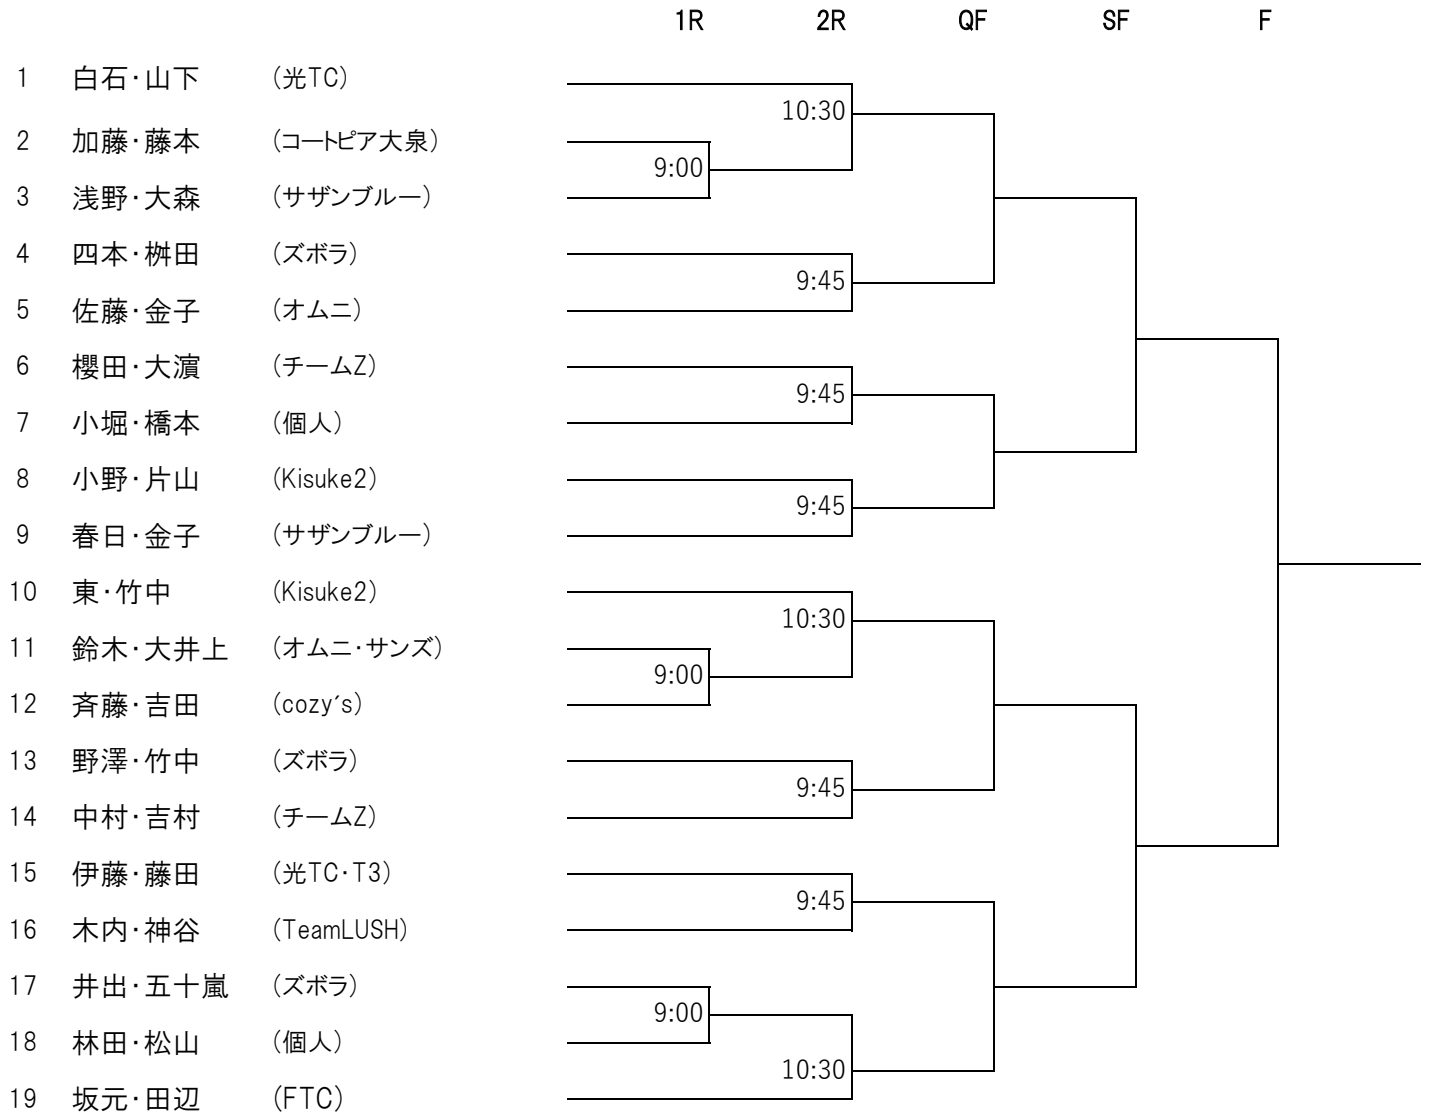 1R 2R QF SF F
1 白石・山下 (光TC)
10:30
2 加藤・藤本 (コートピア大泉)
9:00
3 浅野・大森 (サザンブルー)
4 四本・桝田 (ズボラ)
9:45
5 佐藤・金子 (オムニ)
6 櫻田・大濵 (チームZ)
9:45
7 小堀・橋本 (個人)
8 小野・片山 (Kisuke2)
9:45
9 春日・金子 (サザンブルー)
10 東・竹中 (Kisuke2)
10:30
11 鈴木・大井上 (オムニ・サンズ)
9:00
12 斉藤・吉田 (cozy's)
13 野澤・竹中 (ズボラ)
9:45
14 中村・吉村 (チームZ)
15 伊藤・藤田 (光TC・T3)
9:45
16 木内・神谷 (TeamLUSH)
17 井出・五十嵐 (ズボラ)
9:00
18 林田・松山 (個人)
10:30
19 坂元・田辺 (FTC)